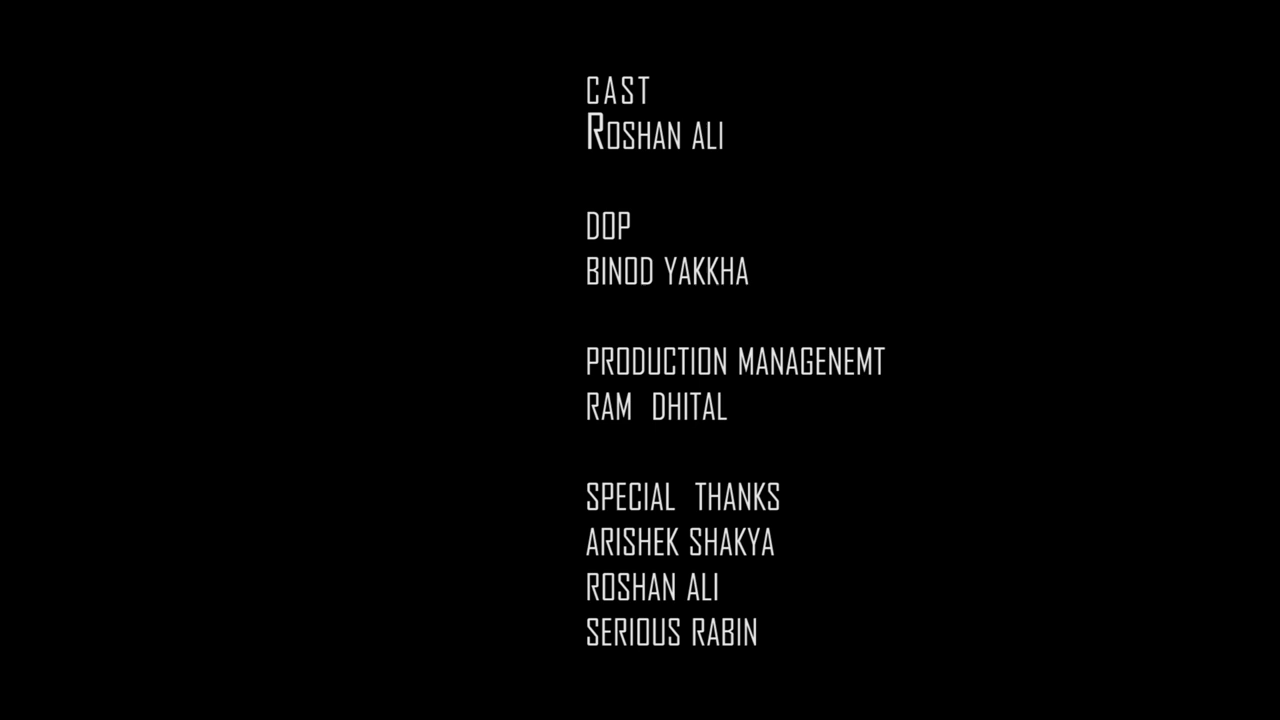 CAST
ROSHAN ALI
DOP
BINOD YAKKHA
PRODUCTION MANAGENEMT
RAM DHITAL
SPECIAL THANKS
ARISHEK SHAKYA
ROSHAN ALI
SERIOUS RABIN